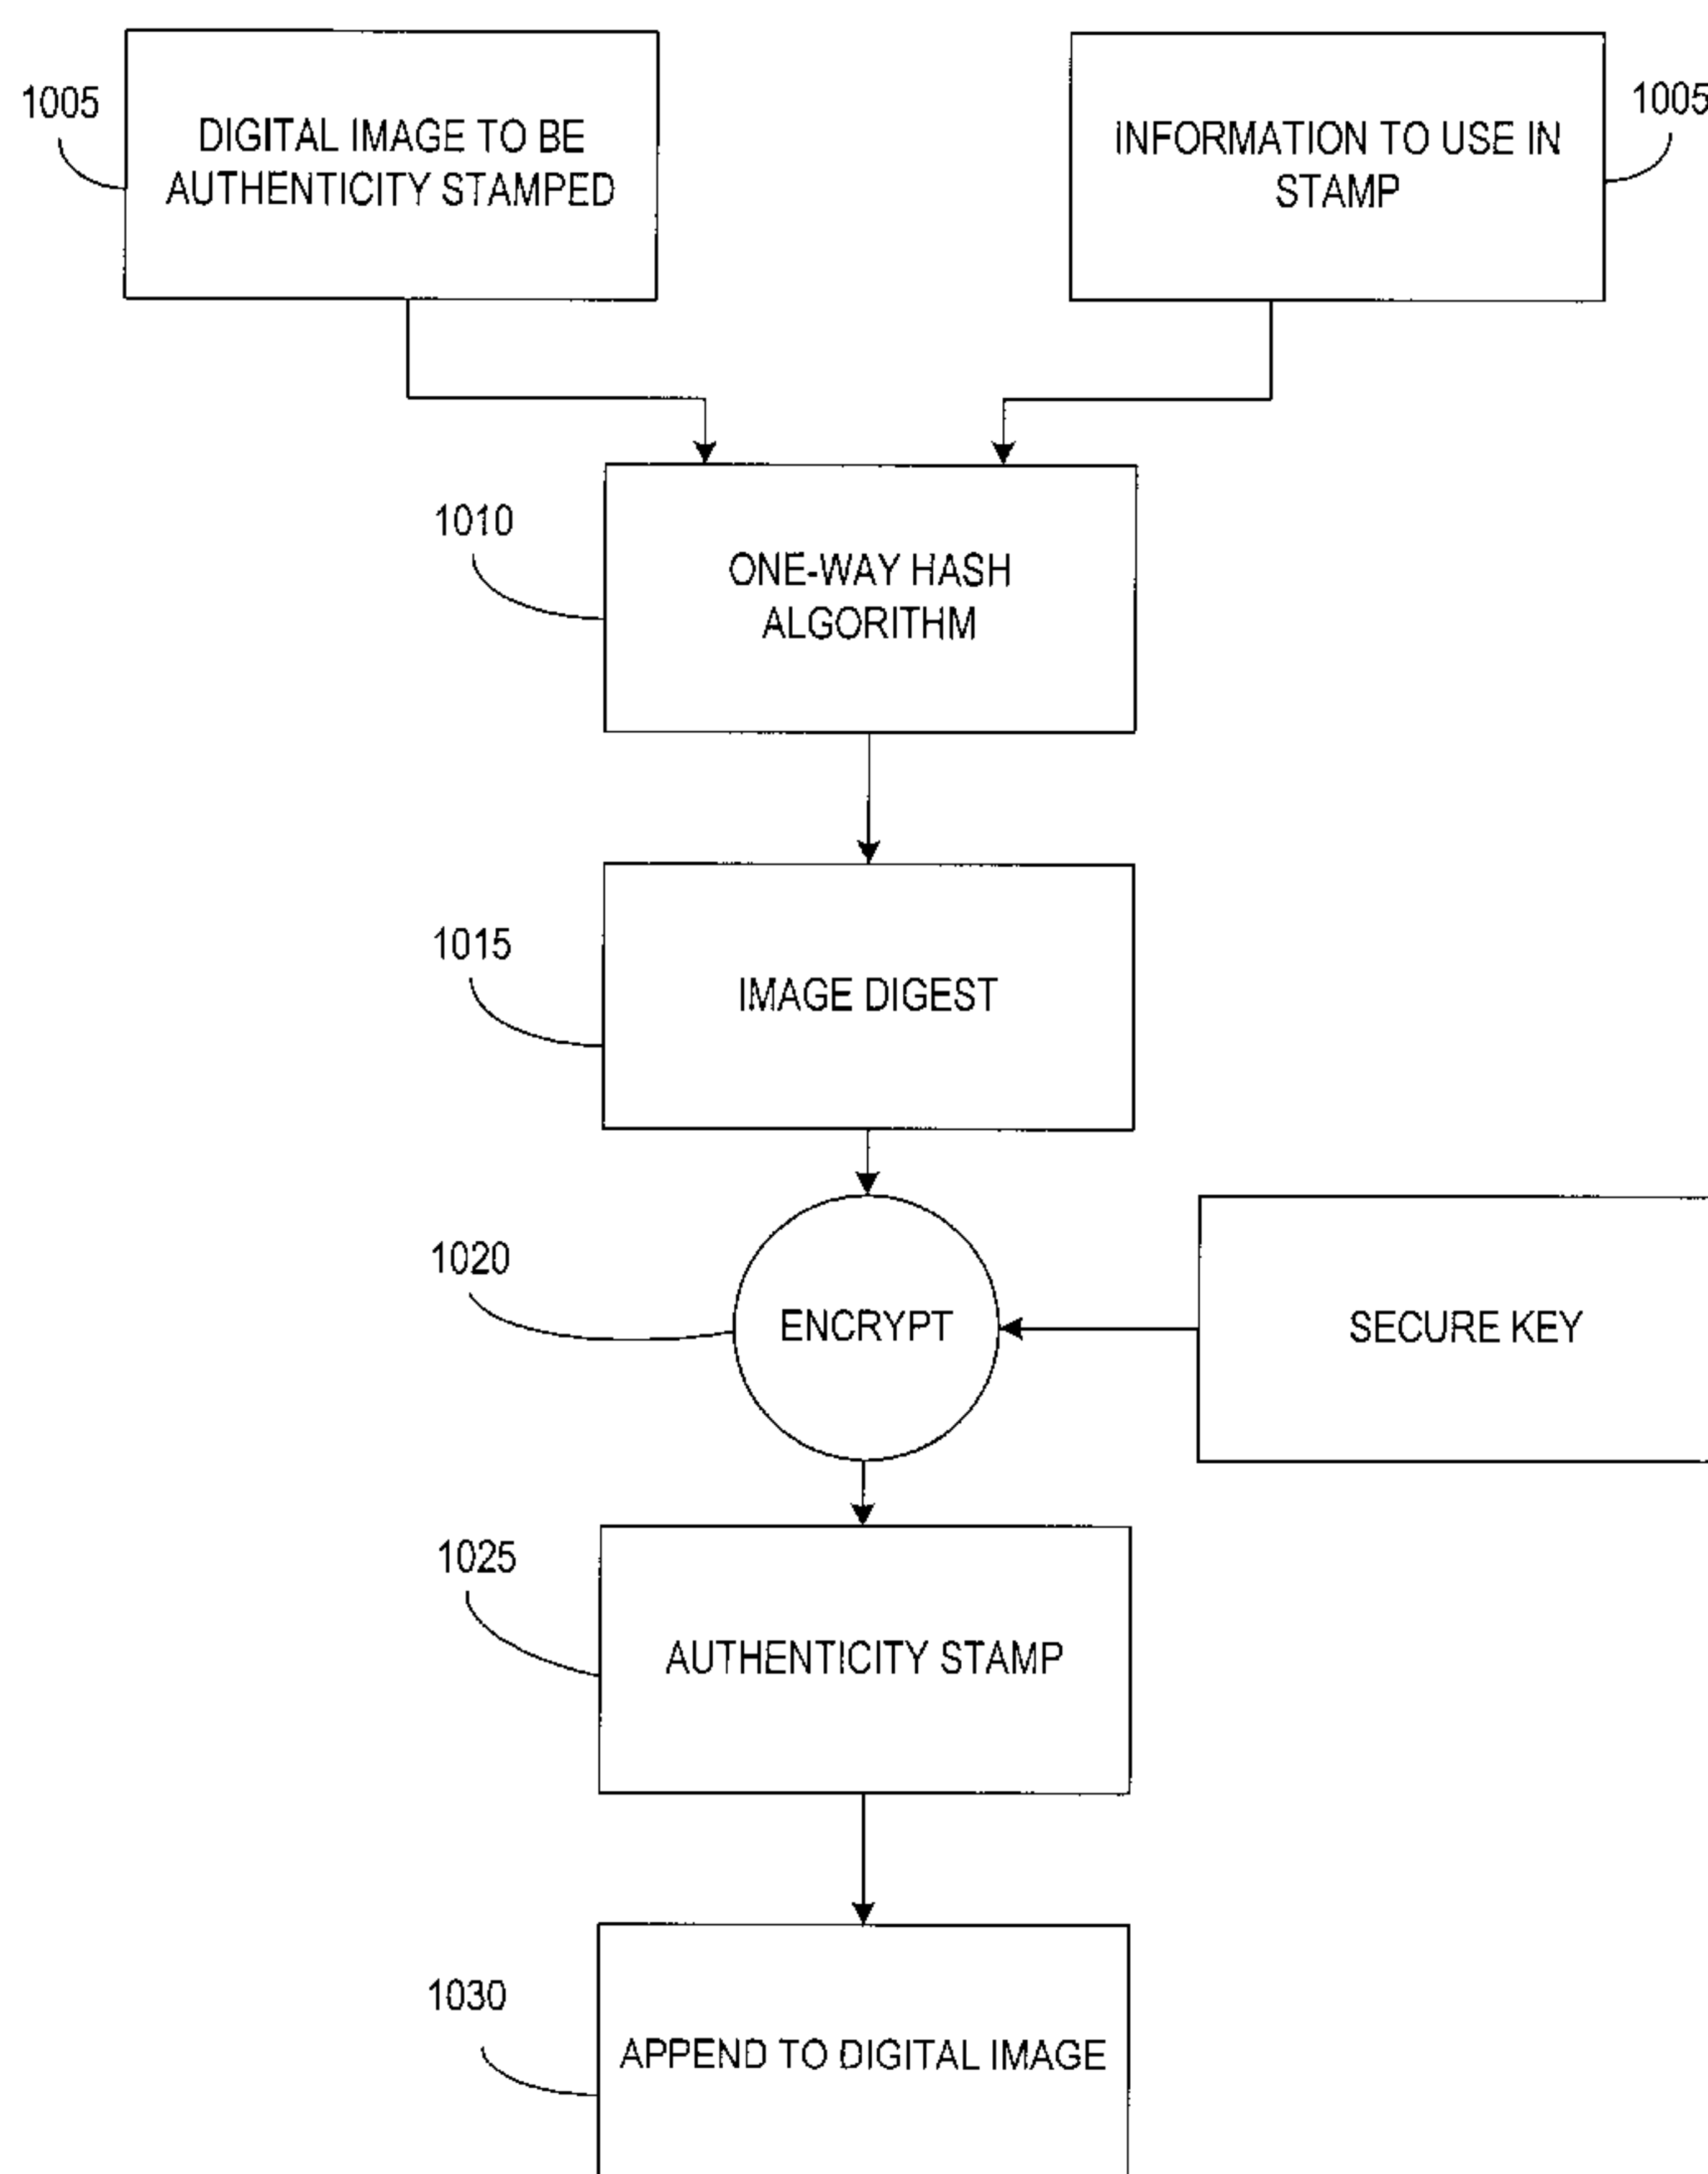 1005
DIGITAL IMAGE TO BE
AUTHENTICITY STAMPED
INFORMATION TO USE IN
STAMP
1005
1010
ONE-WAY HASH
ALGORITHM
1015
IMAGE DIGEST
1020
ENCRYPT
SECURE KEY
1025
AUTHENTICITY STAMP
1030
APPEND TO DIGITAL IMAGE